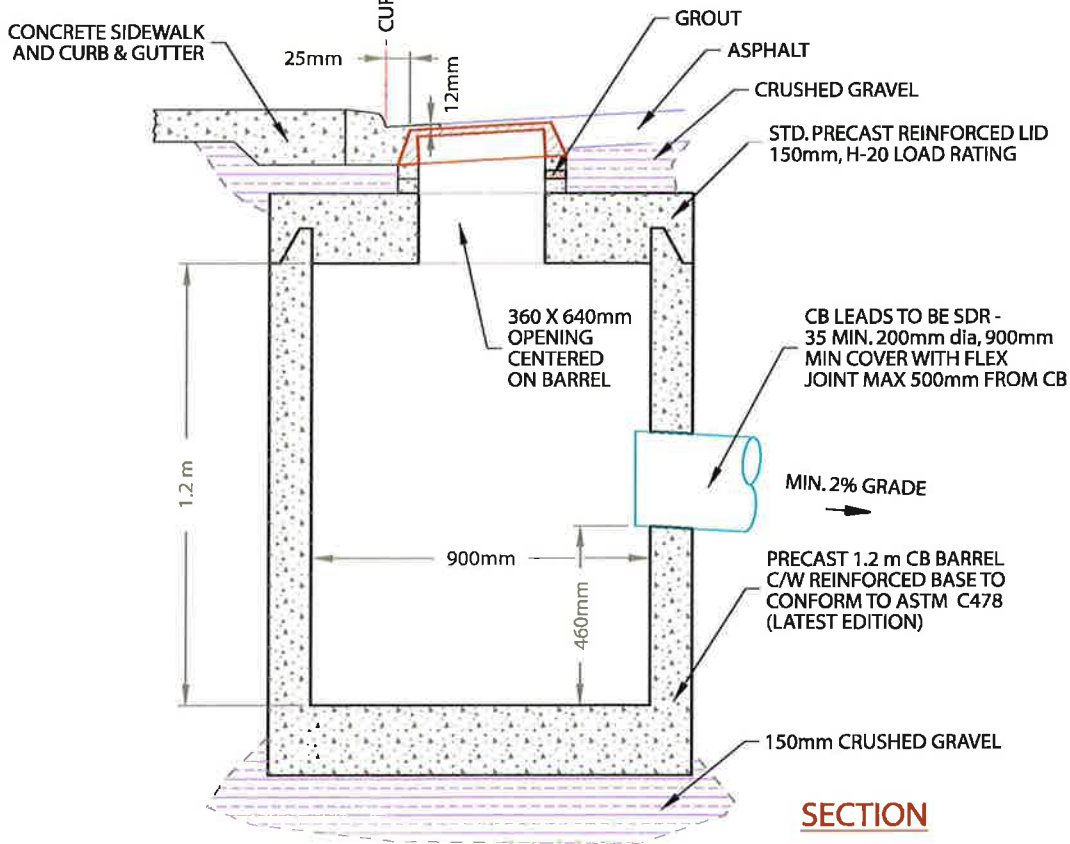 CONCRETE SIDEWALK
AND CURB & GUTTER
25mm
12mm
GROUT
ASPHALT
CRUSHED GRAVEL
STD. PRECAST REINFORCED LID
150mm, H-20 LOAD RATING
360 X 640mm
OPENING
CENTERED
ON BARREL
CB LEADS TO BE SDR -
35 MIN. 200mm dia, 900mm
MIN COVER WITH FLEX
JOINT MAX 500mm FROM CB
1.2 m
MIN. 2% GRADE
900mm
460mm
PRECAST 1.2 m CB BARREL
C/W REINFORCED BASE TO
CONFORM TO ASTM C478
(LATEST EDITION)
150mm CRUSHED GRAVEL
SECTION